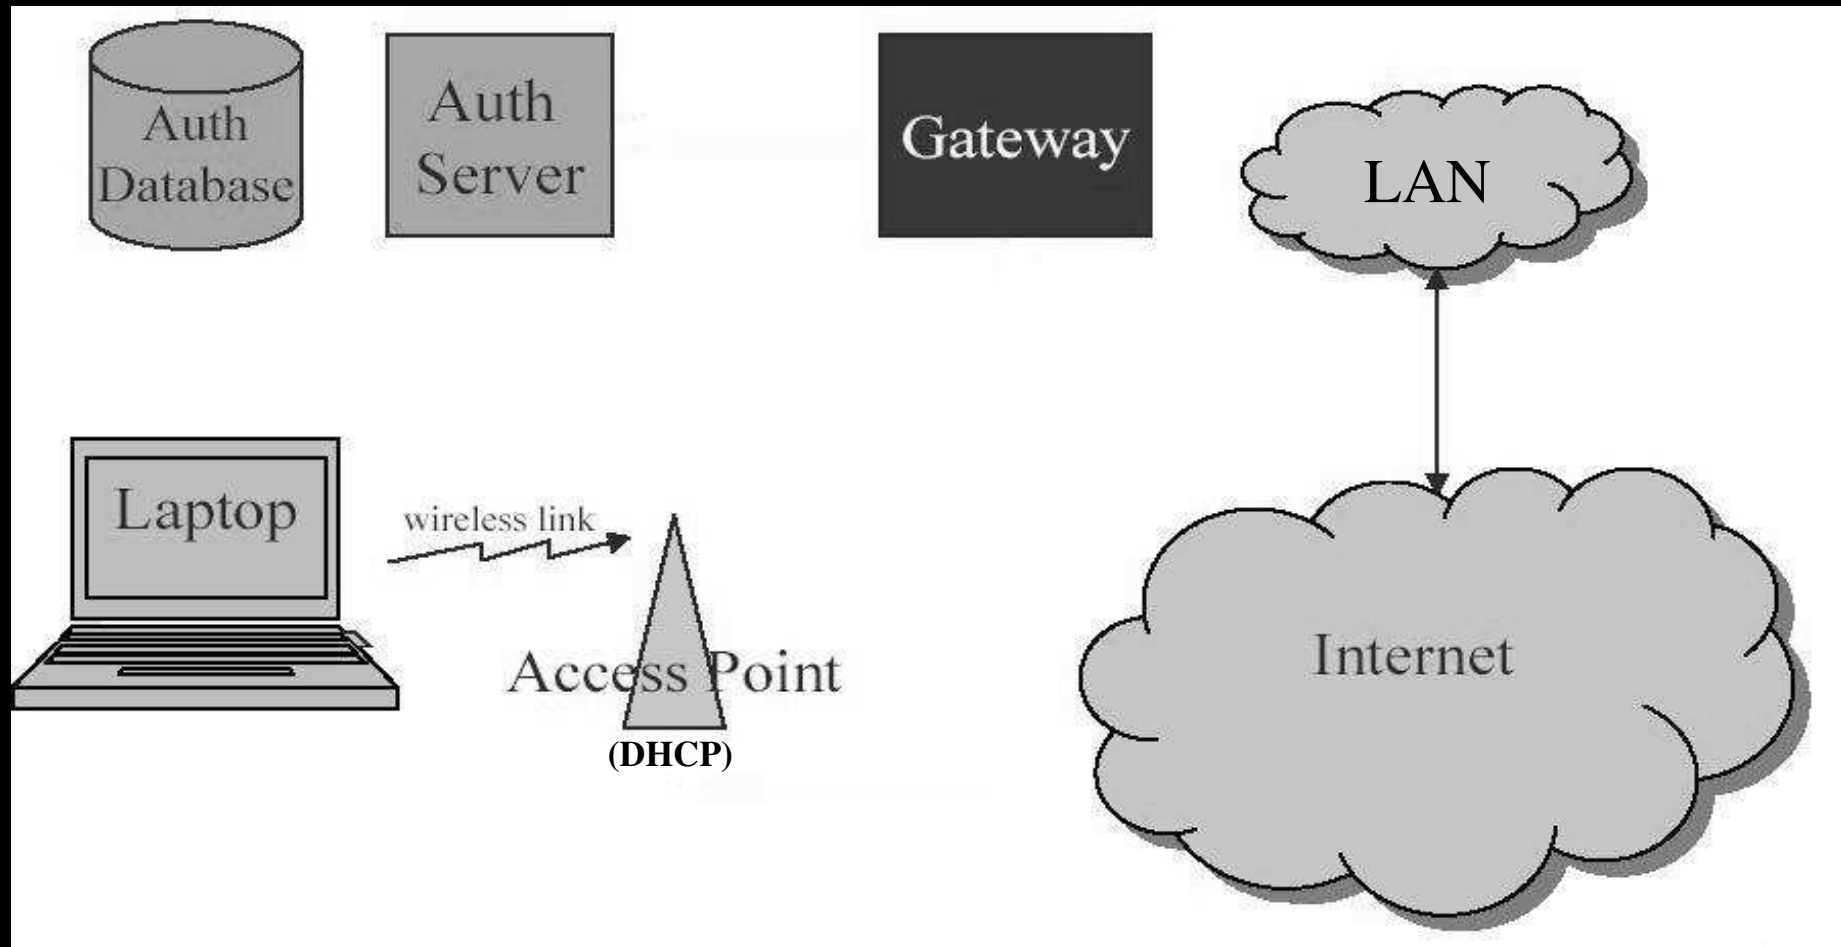 Auth
Database
Auth
Server
Gateway
LAN
Laptop
wireless link
Access Point
(DHCP)
Internet